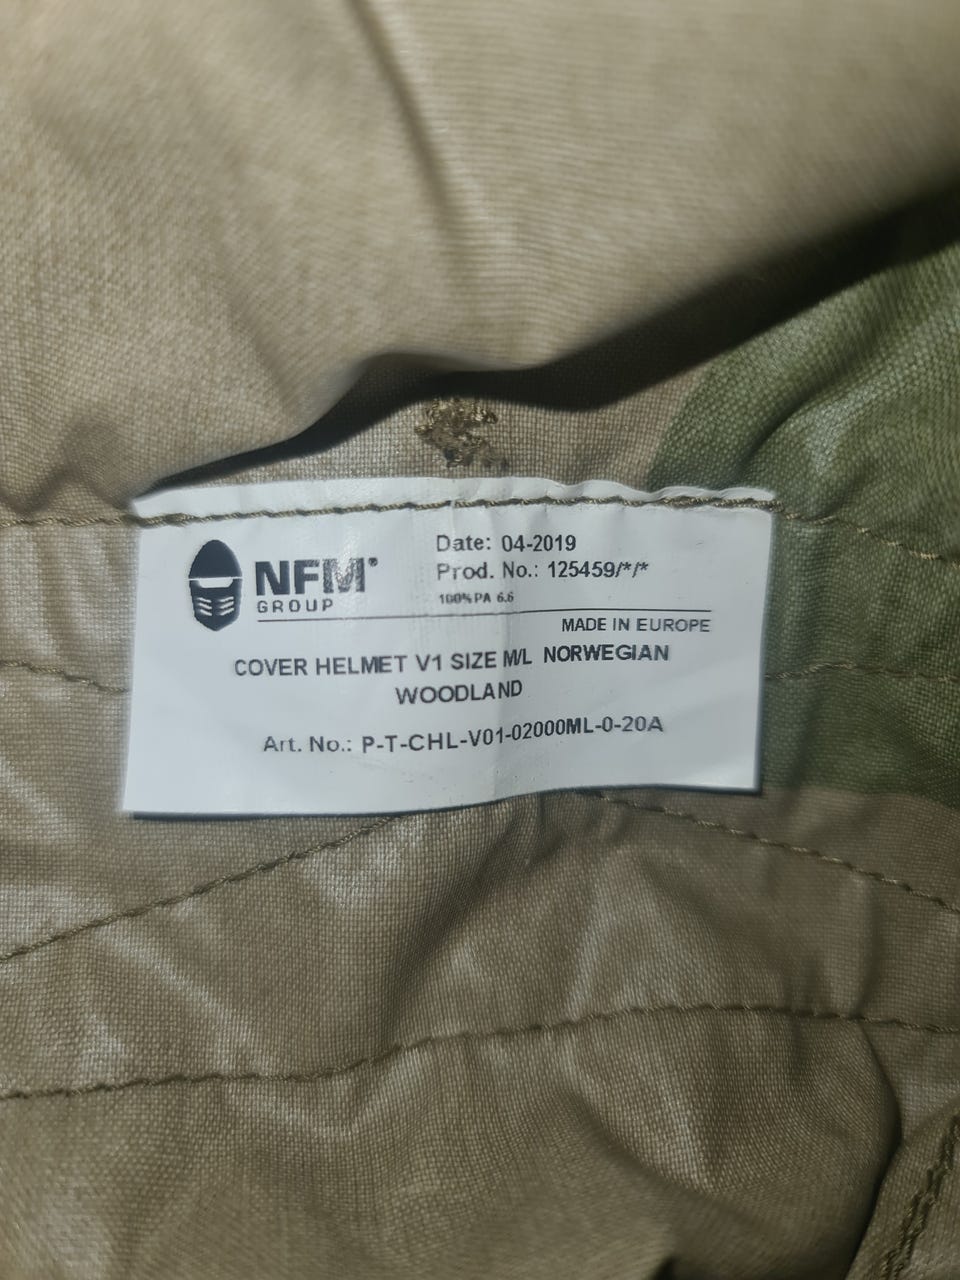 NFM®
GROUP
Date: 04-2019
Prod. No.: 125459/*/*
100% PA 6.6
MADE IN EUROPE
COVER HELMET V1 SIZE M/L NORWEGIAN
WOODLAND
Art. No.: P-T-CHL-V01-02000ML-0-20A